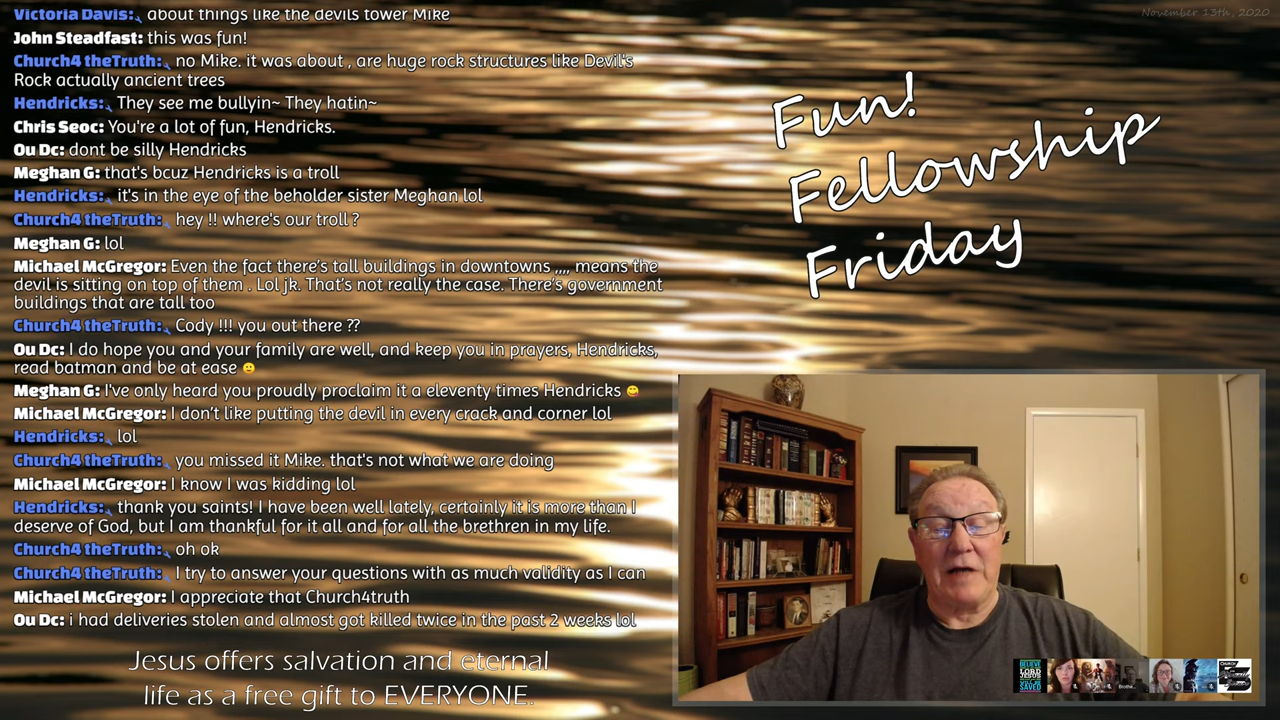 November 13th, 2020
Victoria Davis: about things like the devils tower Mike
John Steadfast: this was fun!
Church4 theTruth: no Mike. it was about , are huge rock structures like Devil's
Rock actually ancient trees
Hendricks: They see me bullyin~ They hatin~
Chris Seoc: You're a lot of fun, Hendricks.
Ou Dc: dont be silly Hendricks
Meghan G: that's bcuz Hendricks is a troll
Hendricks: it's in the eye of the beholder sister Meghan lol
Church4 theTruth: hey !! where's our troll ?
Meghan G: lol
Michael McGregor: Even the fact there's tall buildings in downtowns ,,,, means the
devil is sitting on top of them . Lol jk. That's not really the case. There's government
buildings that are tall too
Church4 theTruth: Cody !!! you out there ??
Ou Dc: I do hope you and your family are well, and keep you in prayers, Hendricks,
read batman and be at ease
Meghan G: I've only heard you proudly proclaim it a eleventy times Hendricks
Michael McGregor: I don't like putting the devil in every crack and corner lol
Hendricks: lol
Church4 theTruth: you missed it Mike. that's not what we are doing
Michael McGregor: I know I was kidding lol
Hendricks: thank you saints! I have been well lately, certainly it is more than I
deserve of God, but I am thankful for it all and for all the brethren in my life.
Church4 theTruth: oh ok
Church4 theTruth: I try to answer your questions with as much validity as I can
Michael McGregor: I appreciate that Church4truth
Ou Dc: i had deliveries stolen and almost got killed twice in the past 2 weeks lol
Jesus offers salvation and eternal
life as a free gift to EVERYONE.
Fun!
Fellowship
Friday
BELIEVE
LORD
JESUS
SAVED
CHURCH